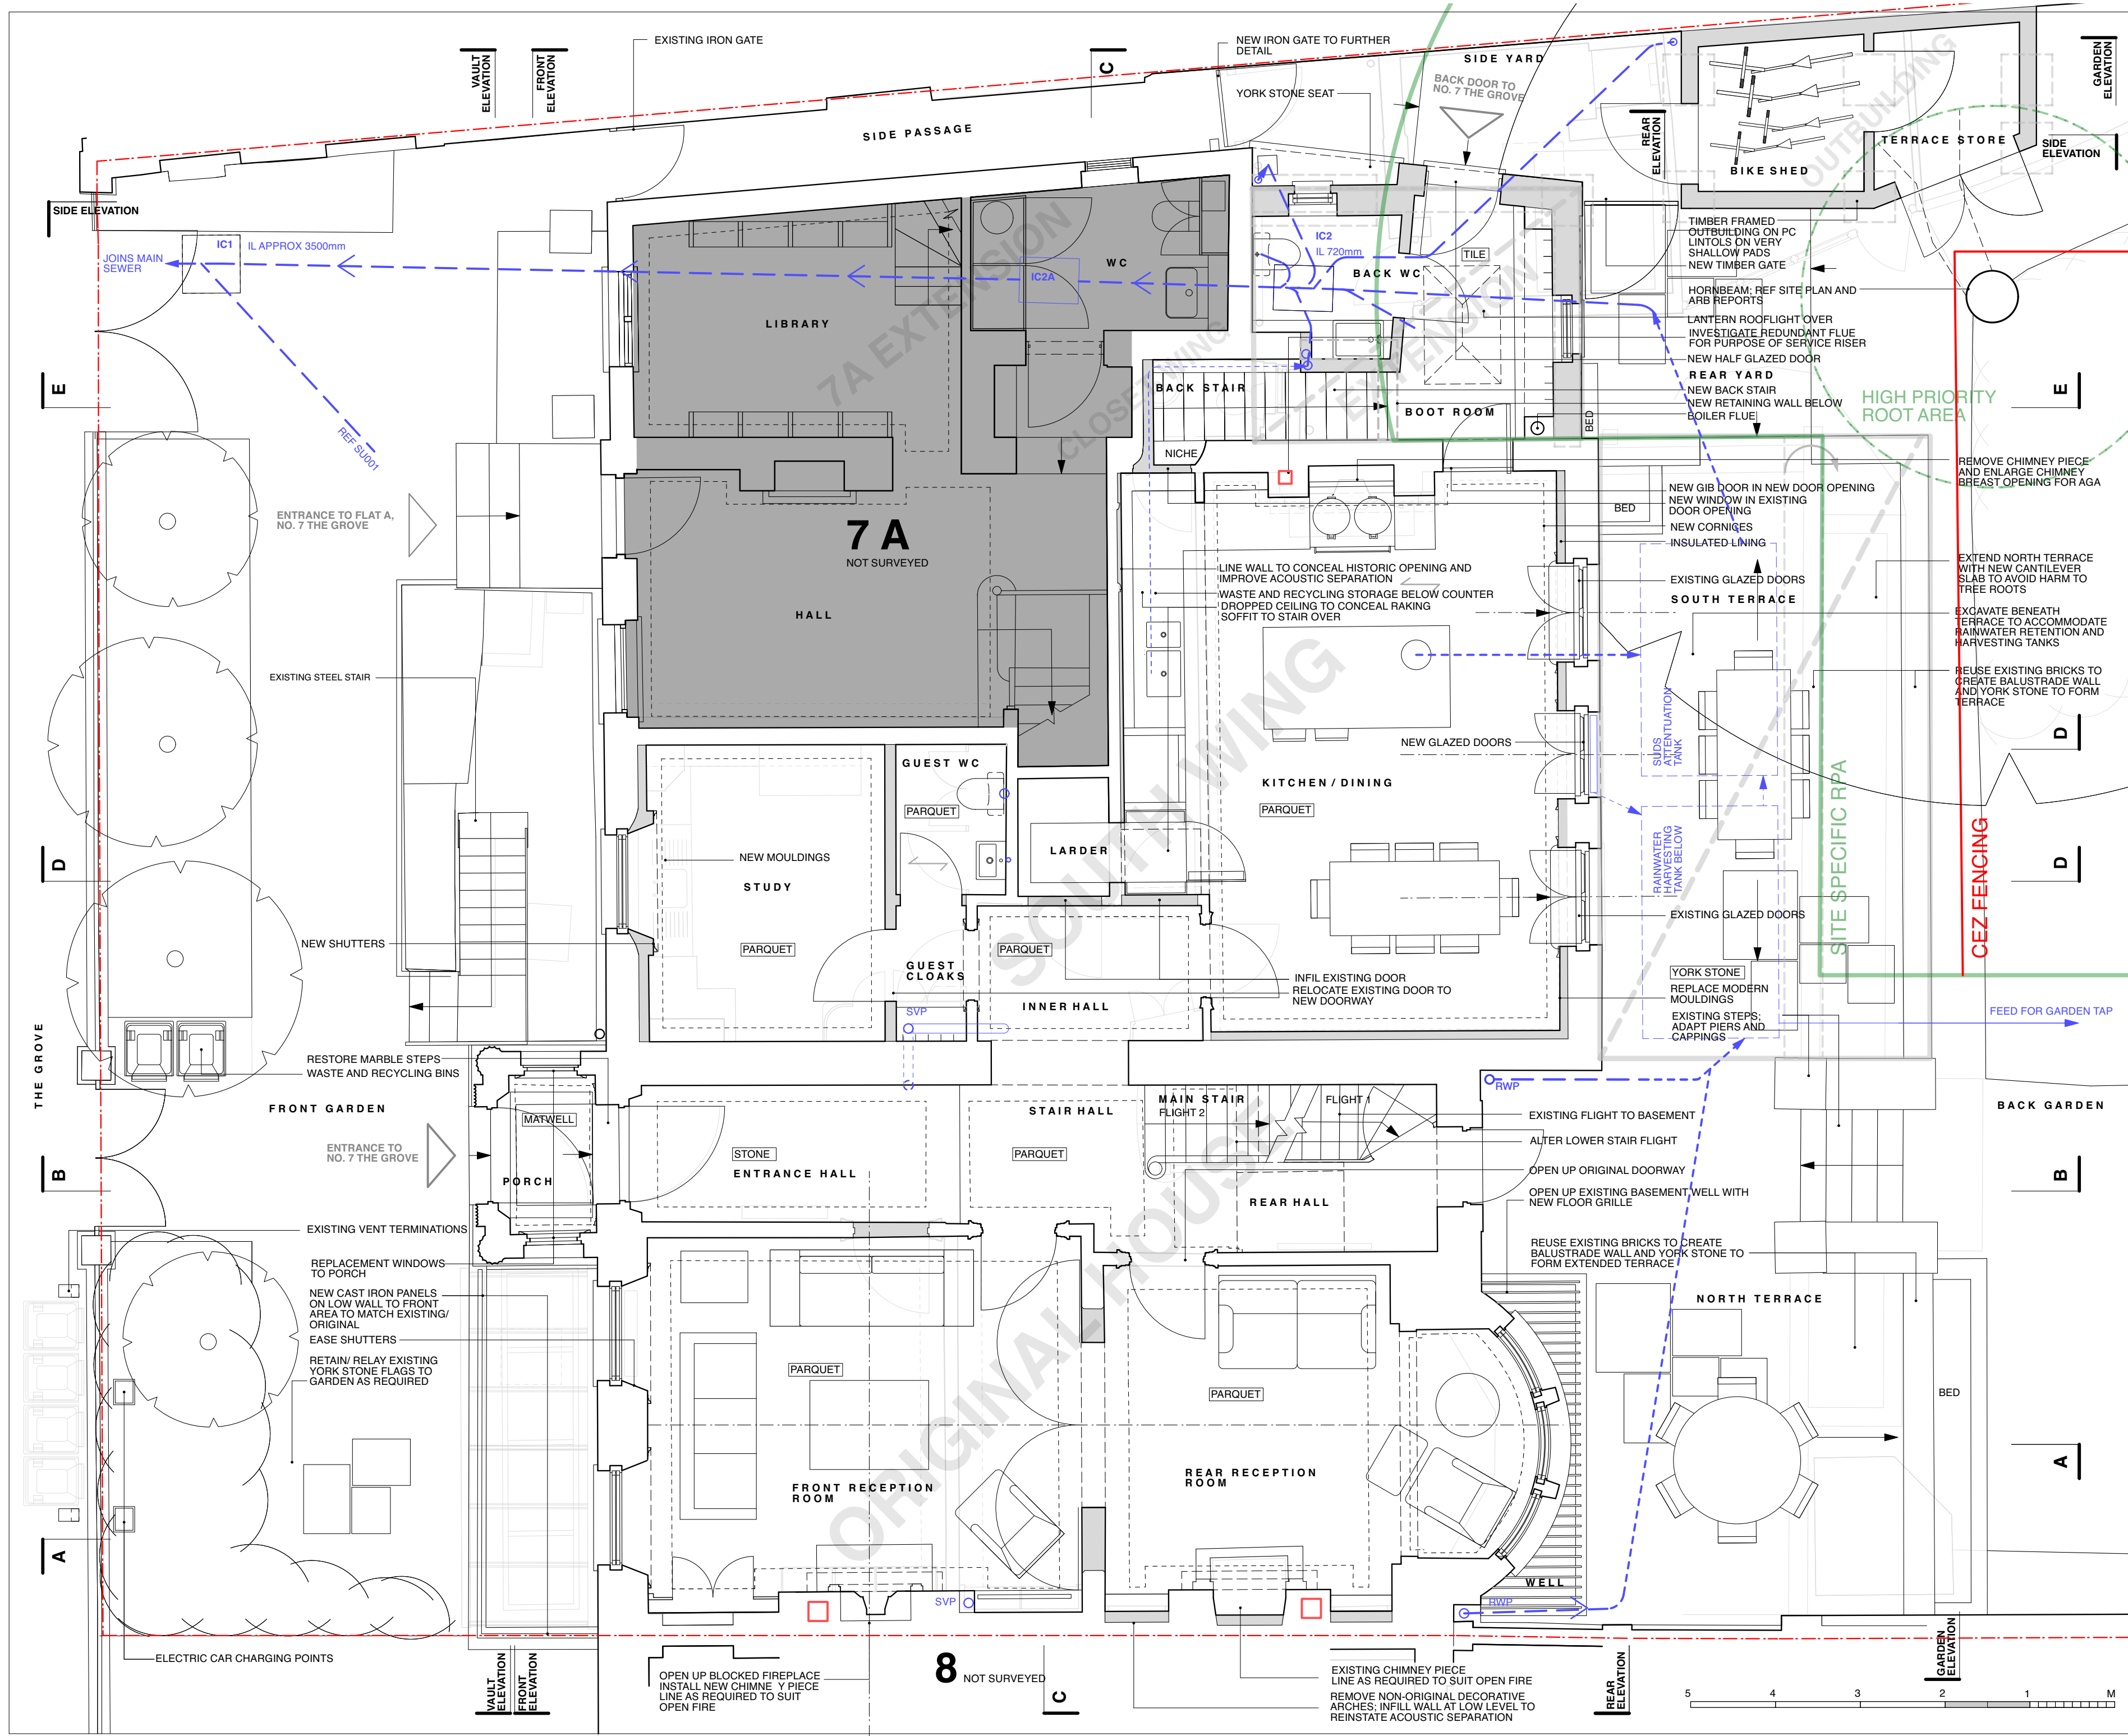 EXISTING IRON GATE
NEW IRON GATE TO FURTHER
DETAIL
VAULT
ELEVATION
FRONT
ELEVATION
C
SIDE YARD
BACK DOOR TO
NO. 7 THE GROVE
YORK STONE SEAT
SIDE PASSAGE
REAR
ELEVATION
GARDEN
ELEVATION
OUTBUILDING
TERRACE STORE
BIKE SHED
SIDE
ELEVATION
SIDE ELEVATION
JOINS MAIN
SEWER
IC1
IL APPROX 3500mm
REF SU001
IC2A
WC
LIBRARY
7A EXTENSION
CLOSET WING
EXTENSION
IC2
IL 720mm
BACK WC
TILE
TIMBER FRAMED
OUTBUILDING ON PC
LINTOLS ON VERY
SHALLOW PADS
NEW TIMBER GATE
HORNBEAM; REF SITE PLAN AND
ARB REPORTS
LANTERN ROOFLIGHT OVER
INVESTIGATE REDUNDANT FLUE
FOR PURPOSE OF SERVICE RISER
NEW HALF GLAZED DOOR
REAR YARD
NEW BACK STAIR
NEW RETAINING WALL BELOW
BOILER FLUE
HIGH PRIORITY
ROOT AREA
E
E
BACK STAIR
BOOT ROOM
BED
NICHE
ENTRANCE TO FLAT A,
NO. 7 THE GROVE
7 A
NOT SURVEYED
HALL
REMOVE CHIMNEY PIECE
AND ENLARGE CHIMNEY
BREAST OPENING FOR AGA
NEW GIB DOOR IN NEW DOOR OPENING
NEW WINDOW IN EXISTING
DOOR OPENING
BED
NEW CORNICES
INSULATED LINING
LINE WALL TO CONCEAL HISTORIC OPENING AND
IMPROVE ACOUSTIC SEPARATION
WASTE AND RECYCLING STORAGE BELOW COUNTER
DROPPED CEILING TO CONCEAL RAKING
SOFFIT TO STAIR OVER
EXISTING GLAZED DOORS
SOUTH TERRACE
EXTEND NORTH TERRACE
WITH NEW CANTILEVER
SLAB TO AVOID HARM TO
TREE ROOTS
EXCAVATE BENEATH
TERRACE TO ACCOMMODATE
RAINWATER RETENTION AND
HARVESTING TANKS
REUSE EXISTING BRICKS TO
CREATE BALUSTRADE WALL
AND YORK STONE TO FORM
TERRACE
EXISTING STEEL STAIR
SOUTH WING
SUDS
ATTENTUATION
TANK
NEW GLAZED DOORS
D
KITCHEN / DINING
PARQUET
GUEST WC
PARQUET
LARDER
RAINWATER
HARVESTING
TANK BELOW
SITE SPECIFIC RPA
CEZ FENCING
D
D
NEW MOULDINGS
STUDY
PARQUET
NEW SHUTTERS
GUEST
CLOAKS
PARQUET
EXISTING GLAZED DOORS
YORK STONE
REPLACE MODERN
MOULDINGS
EXISTING STEPS;
ADAPT PIERS AND
CAPPINGS
FEED FOR GARDEN TAP
INFIL EXISTING DOOR
RELOCATE EXISTING DOOR TO
NEW DOORWAY
INNER HALL
SVP
THE GROVE
RESTORE MARBLE STEPS
WASTE AND RECYCLING BINS
FRONT GARDEN
MATWELL
ENTRANCE TO
NO. 7 THE GROVE
PORCH
STONE
ENTRANCE HALL
STAIR HALL
PARQUET
MAIN STAIR
FLIGHT 2
FLIGHT 1
RWP
EXISTING FLIGHT TO BASEMENT
ALTER LOWER STAIR FLIGHT
OPEN UP ORIGINAL DOORWAY
OPEN UP EXISTING BASEMENT WELL WITH
NEW FLOOR GRILLE
REAR HALL
BACK GARDEN
B
B
EXISTING VENT TERMINATIONS
REPLACEMENT WINDOWS
TO PORCH
NEW CAST IRON PANELS
ON LOW WALL TO FRONT
AREA TO MATCH EXISTING/
ORIGINAL
EASE SHUTTERS
RETAIN/ RELAY EXISTING
YORK STONE FLAGS TO
GARDEN AS REQUIRED
REUSE EXISTING BRICKS TO CREATE
BALUSTRADE WALL AND YORK STONE TO
FORM EXTENDED TERRACE
NORTH TERRACE
BED
ORIGINAL HOUSE
PARQUET
PARQUET
FRONT RECEPTION
ROOM
REAR RECEPTION
ROOM
A
A
WELL
RWP
SVP
ELECTRIC CAR CHARGING POINTS
VAULT
ELEVATION
FRONT
ELEVATION
OPEN UP BLOCKED FIREPLACE
INSTALL NEW CHIMNE Y PIECE
LINE AS REQUIRED TO SUIT
OPEN FIRE
8
NOT SURVEYED
C
EXISTING CHIMNEY PIECE
LINE AS REQUIRED TO SUIT OPEN FIRE
REMOVE NON-ORIGINAL DECORATIVE
ARCHES; INFILL WALL AT LOW LEVEL TO
REINSTATE ACOUSTIC SEPARATION
REAR
ELEVATION
GARDEN
ELEVATION
5 4 3 2 1 M